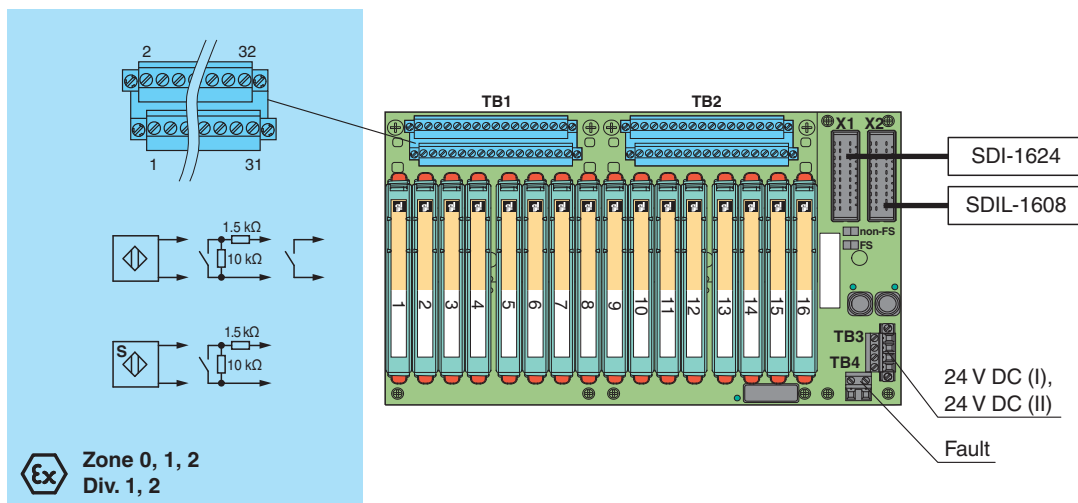 2 32
1 31
1.5 kΩ
10 kΩ
S
1.5 kΩ
10 kΩ
Ex
Zone 0, 1, 2
Div. 1, 2
TB1 TB2
X1 X2
SDI-1624
SDIL-1608
non-FS
FS
1 2 3 4 5 6 7 8 9 10 11 12 13 14 15 16
TB3
TB4
24 V DC (I),
24 V DC (II)
Fault